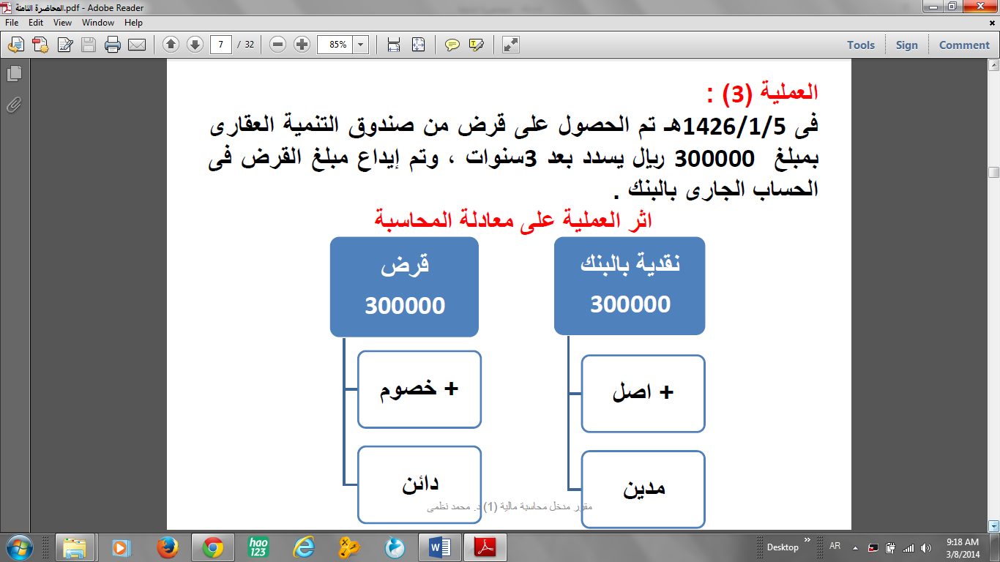 المحاضرة الثامنة.pdf - Adobe Reader
File Edit View Window Help
7 / 32 85% Tools Sign Comment
العملية (3) :
فى 1426/1/5هـ تم الحصول على قرض من صندوق التنمية العقارى
بمبلغ 300000 ريال يسدد بعد 3سنوات ، وتم إيداع مبلغ القرض فى
الحساب الجارى بالبنك .
اثر العملية على معادلة المحاسبة
نقدية بالبنك
300000
+ اصل
مدين
قرض
300000
+ خصوم
دائن
مقرر مدخل محاسبة مالية (1) د. محمد نظمى
hao
123
Desktop
AR
9:18 AM
3/8/2014